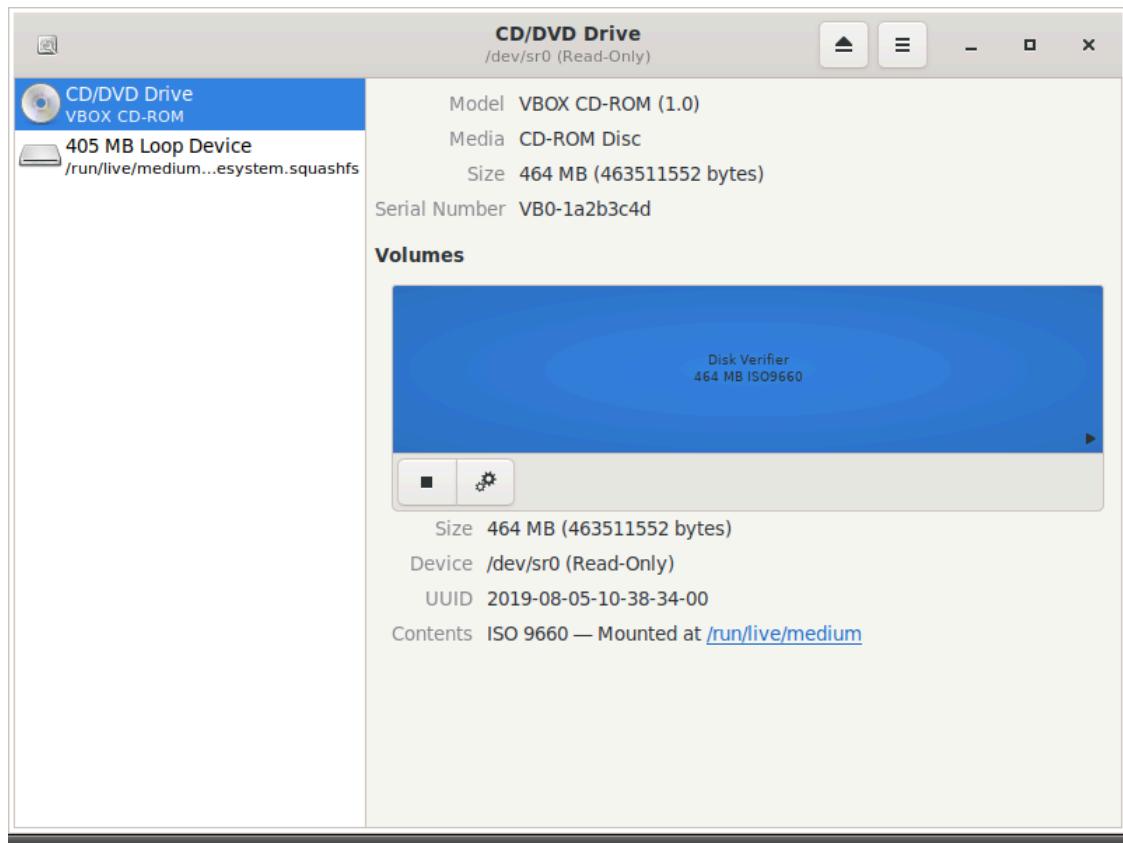 CD/DVD Drive
/dev/sr0 (Read-Only)
CD/DVD Drive
VBOX CD-ROM
405 MB Loop Device
/run/live/medium...esystem.squashfs
Model VBOX CD-ROM (1.0)
Media CD-ROM Disc
Size 464 MB (463511552 bytes)
Serial Number VB0-1a2b3c4d
Volumes
Disk Verifier
464 MB ISO9660
Size 464 MB (463511552 bytes)
Device /dev/sr0 (Read-Only)
UUID 2019-08-05-10-38-34-00
Contents ISO 9660 — Mounted at /run/live/medium